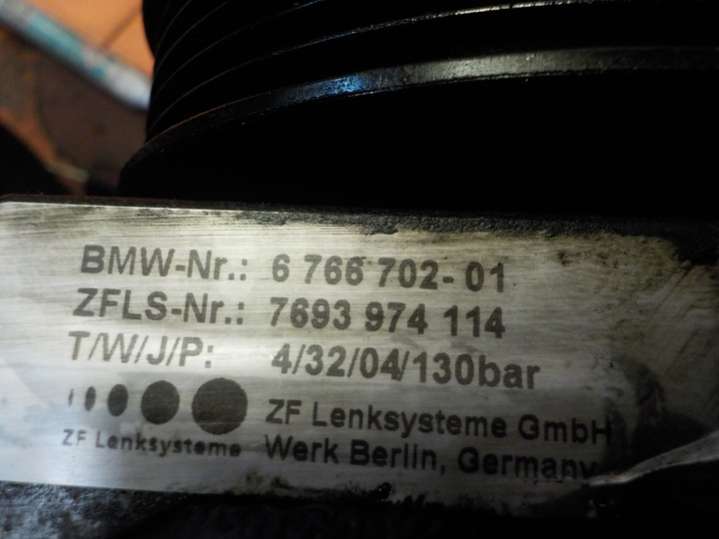 BMW-Nr.: 6 766 702-01
ZFLS-Nr.: 7693 974 114
T/W/J/P: 4/32/04/130bar
ZF Lenksysteme GmbH
ZF Lenksysteme Werk Berlin, Germany